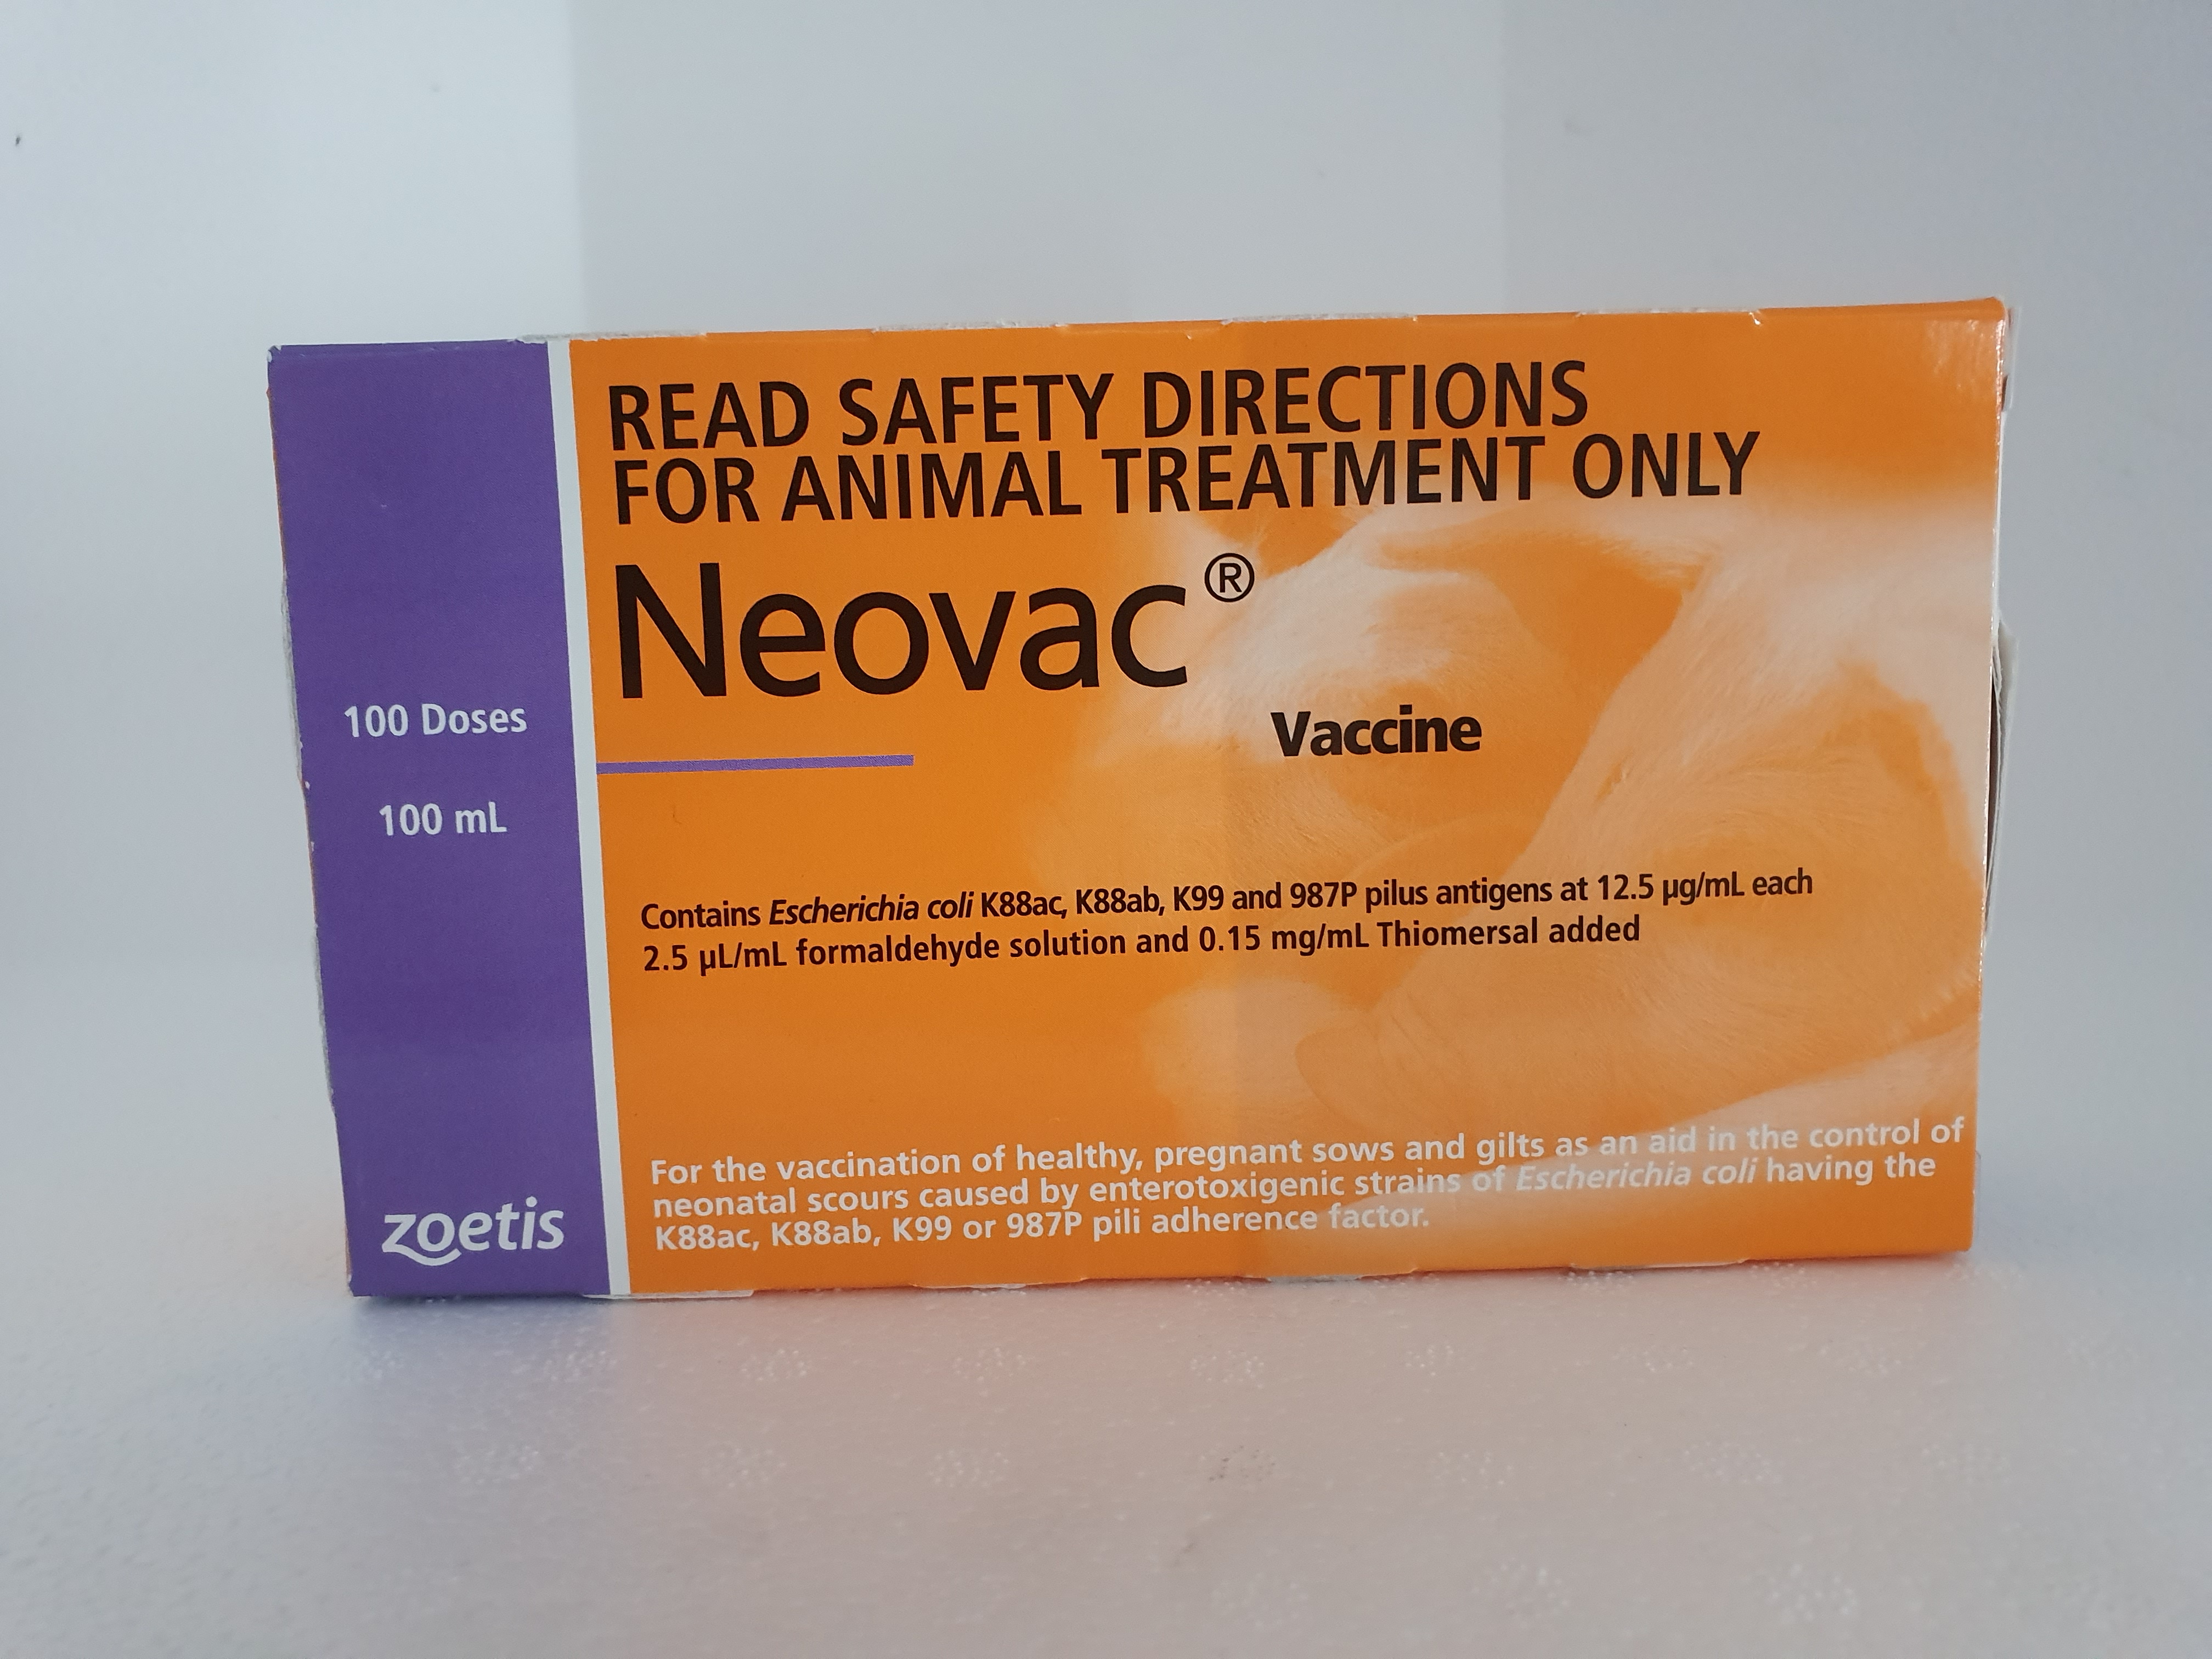 READ SAFETY DIRECTIONS
FOR ANIMAL TREATMENT ONLY
Neovac®
Vaccine
100 Doses
100 mL
Contains Escherichia coli K88ac, K88ab, K99 and 987P pilus antigens at 12.5 µg/mL each
2.5 µL/mL formaldehyde solution and 0.15 mg/mL Thiomersal added
For the vaccination of healthy, pregnant sows and gilts as an aid in the control of
neonatal scours caused by enterotoxigenic strains of Escherichia coli having the
K88ac, K88ab, K99 or 987P pili adherence factor.
zoetis